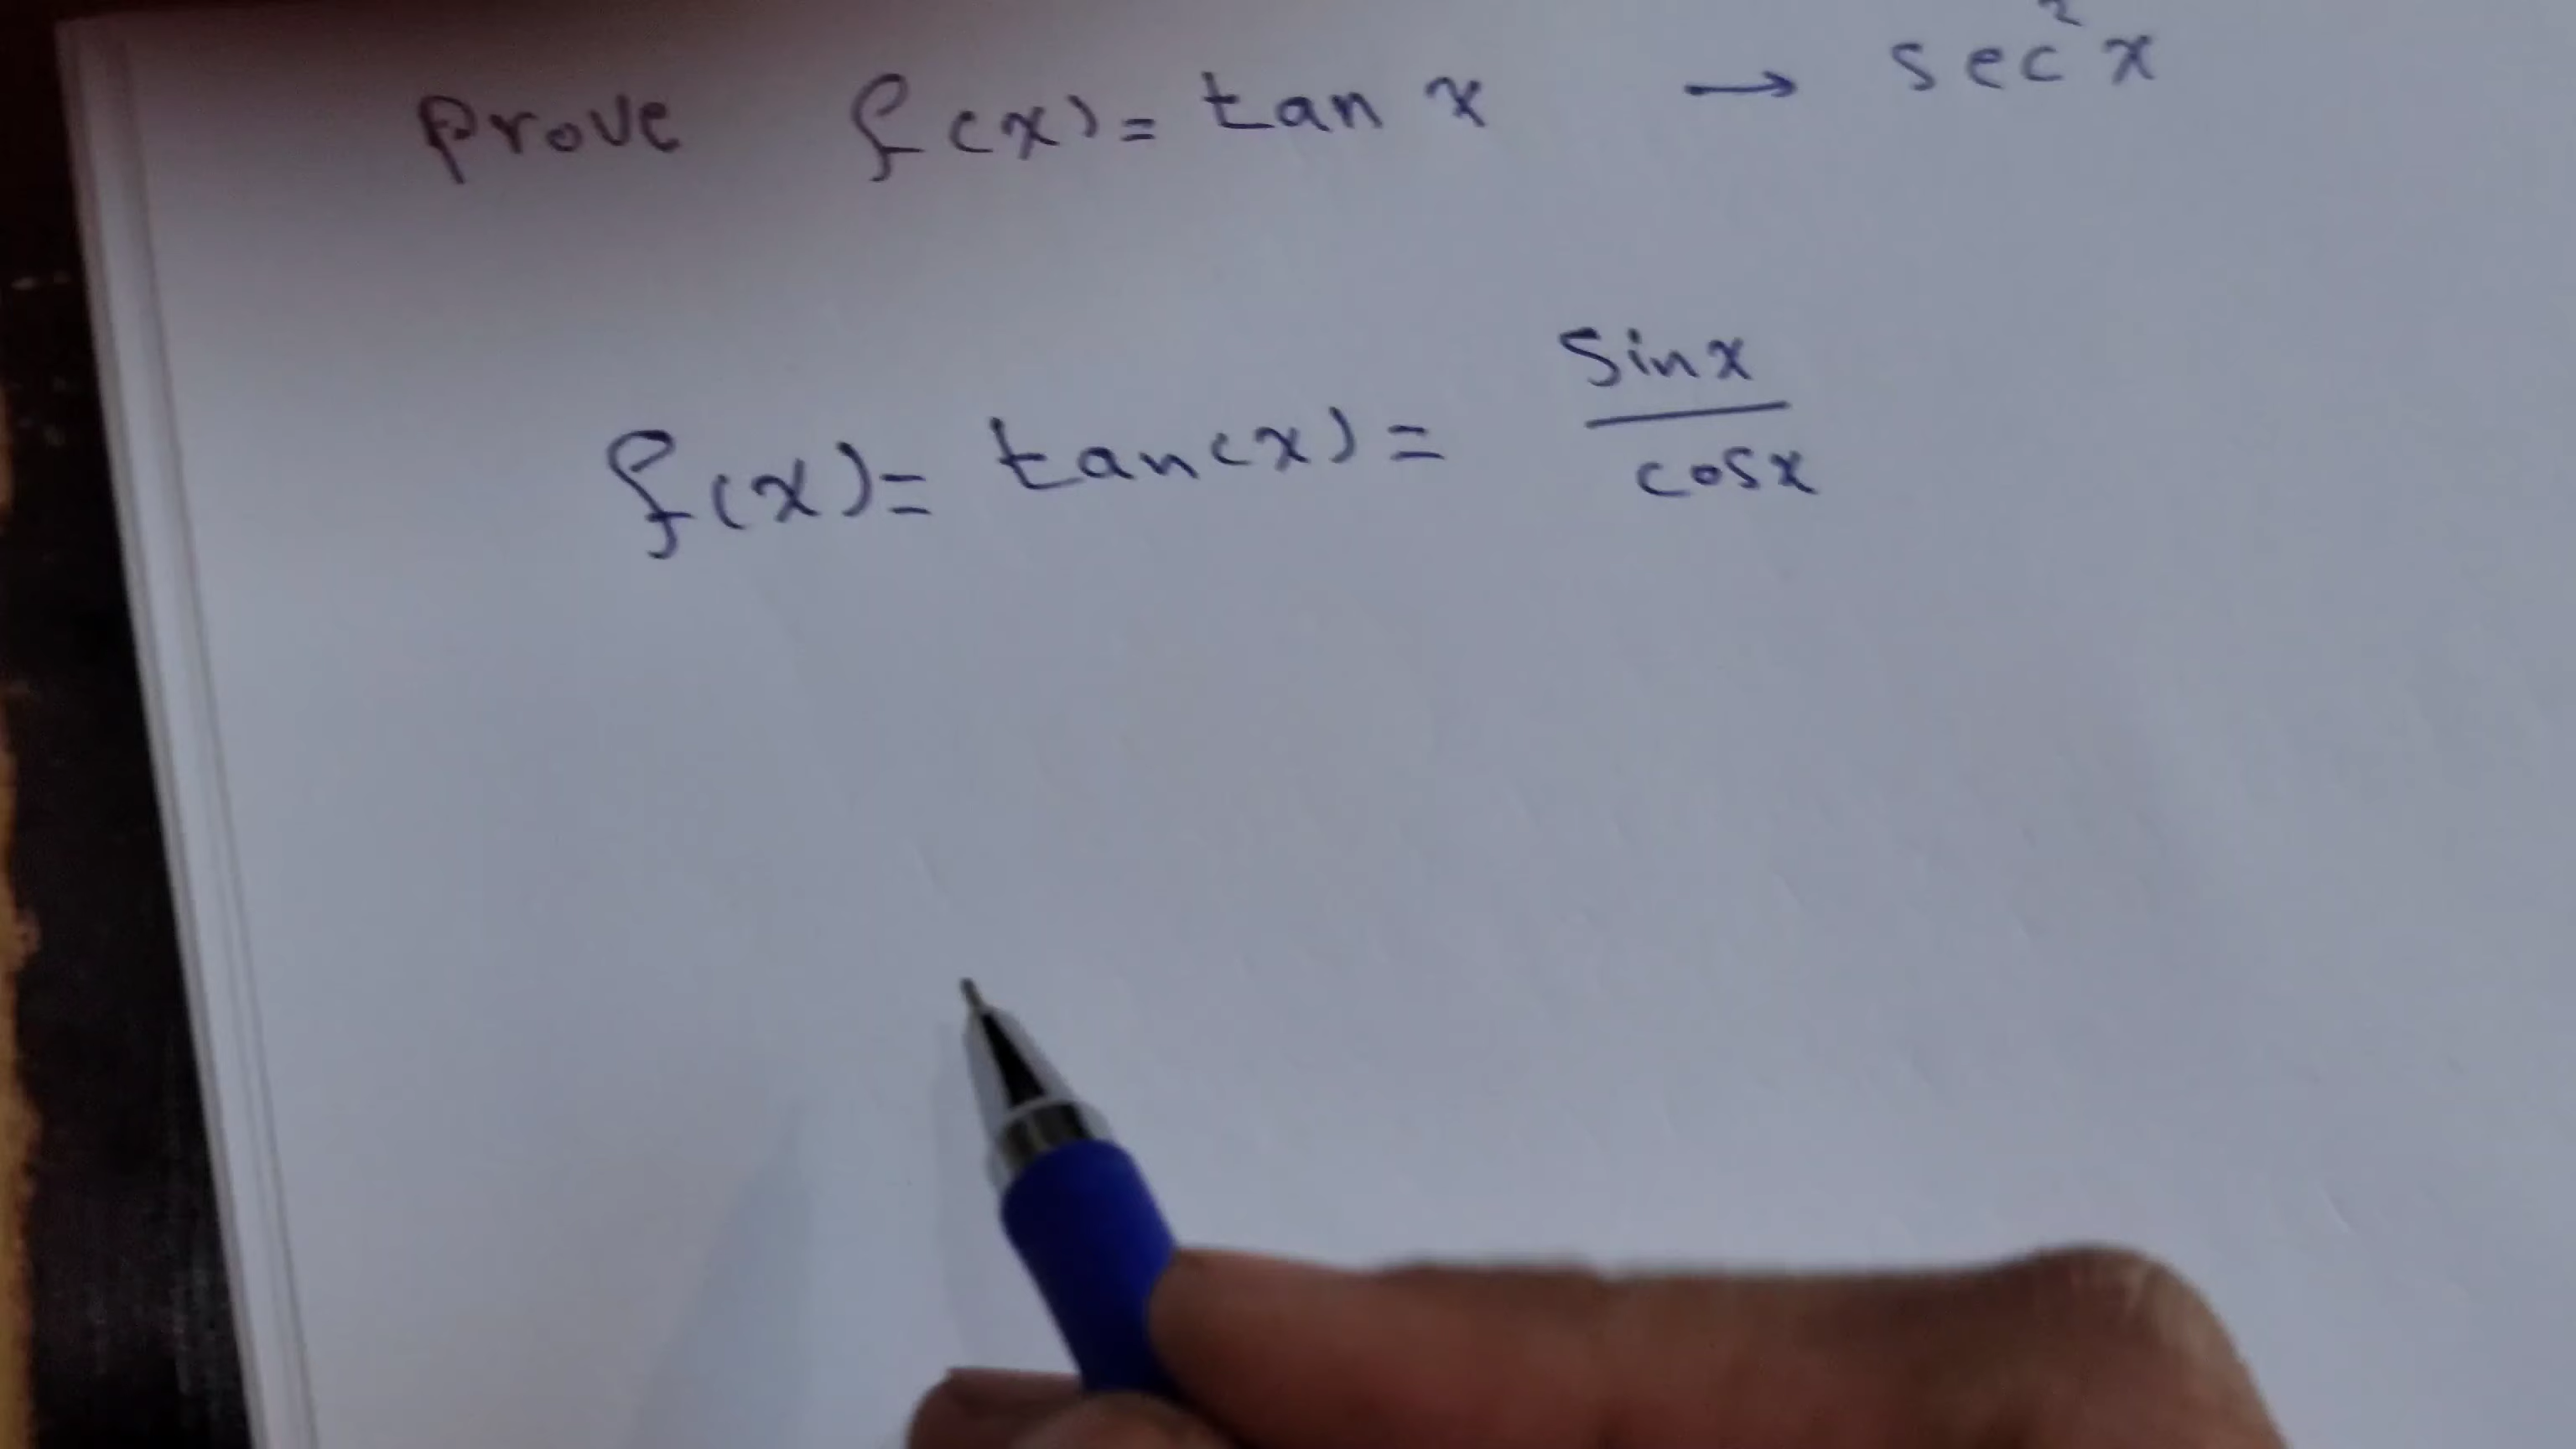 Prove f(x) = tan x → sec²x
f(x) = tan(x) = sinx / cosx